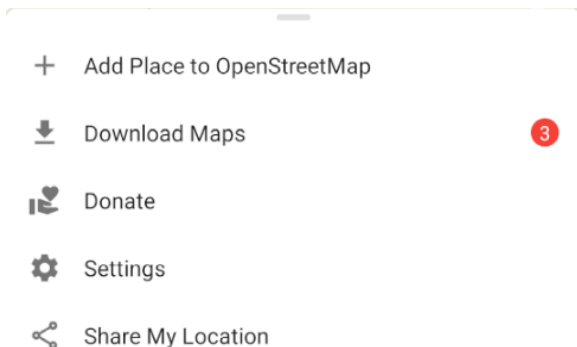 Add Place to OpenStreetMap
Download Maps 3
Donate
Settings
Share My Location